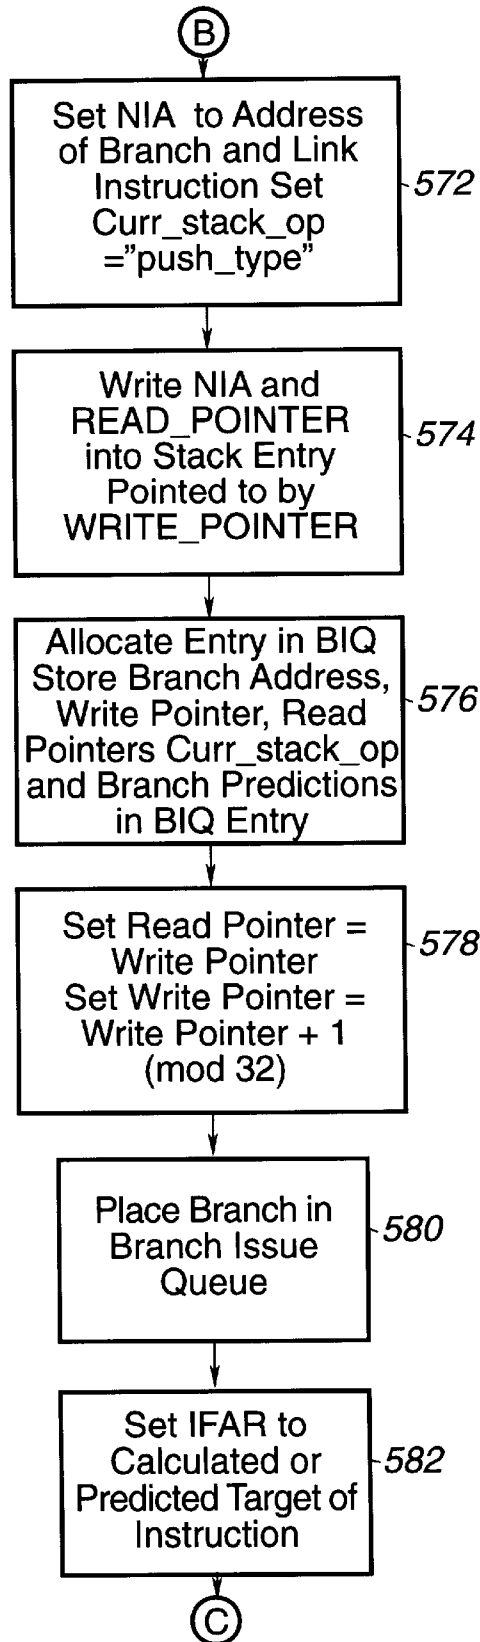 B
Set NIA to Address
of Branch and Link
Instruction Set
Curr_stack_op
="push_type"
572
Write NIA and
READ_POINTER
into Stack Entry
Pointed to by
WRITE_POINTER
574
Allocate Entry in BIQ
Store Branch Address,
Write Pointer, Read
Pointers Curr_stack_op
and Branch Predictions
in BIQ Entry
576
Set Read Pointer =
Write Pointer
Set Write Pointer =
Write Pointer + 1
(mod 32)
578
Place Branch in
Branch Issue
Queue
580
Set IFAR to
Calculated or
Predicted Target of
Instruction
582
C